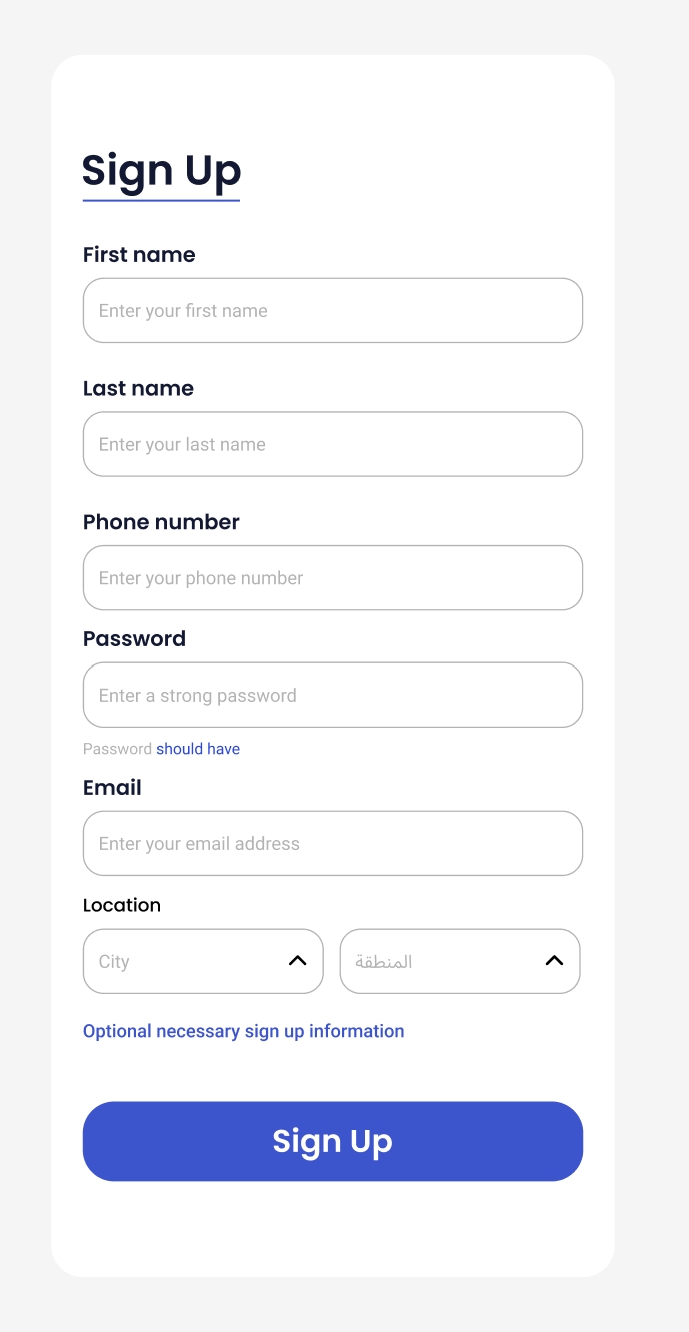 Sign Up
First name
Enter your first name
Last name
Enter your last name
Phone number
Enter your phone number
Password
Enter a strong password
Password should have
Email
Enter your email address
Location
City
المنطقة
Optional necessary sign up information
Sign Up